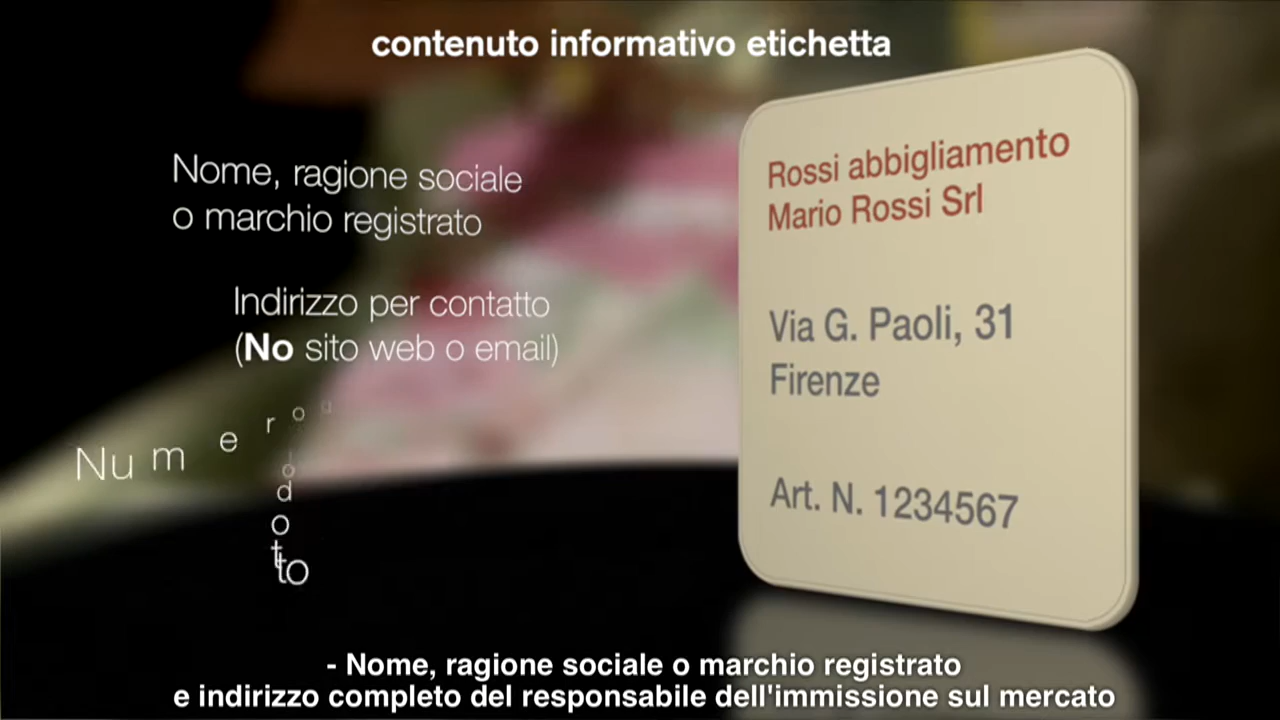 contenuto informativo etichetta
Nome, ragione sociale
o marchio registrato
Indirizzo per contatto
(No sito web o email)
Rossi abbigliamento
Mario Rossi Srl
Via G. Paoli, 31
Firenze
Art. N. 1234567
- Nome, ragione sociale o marchio registrato
e indirizzo completo del responsabile dell'immissione sul mercato